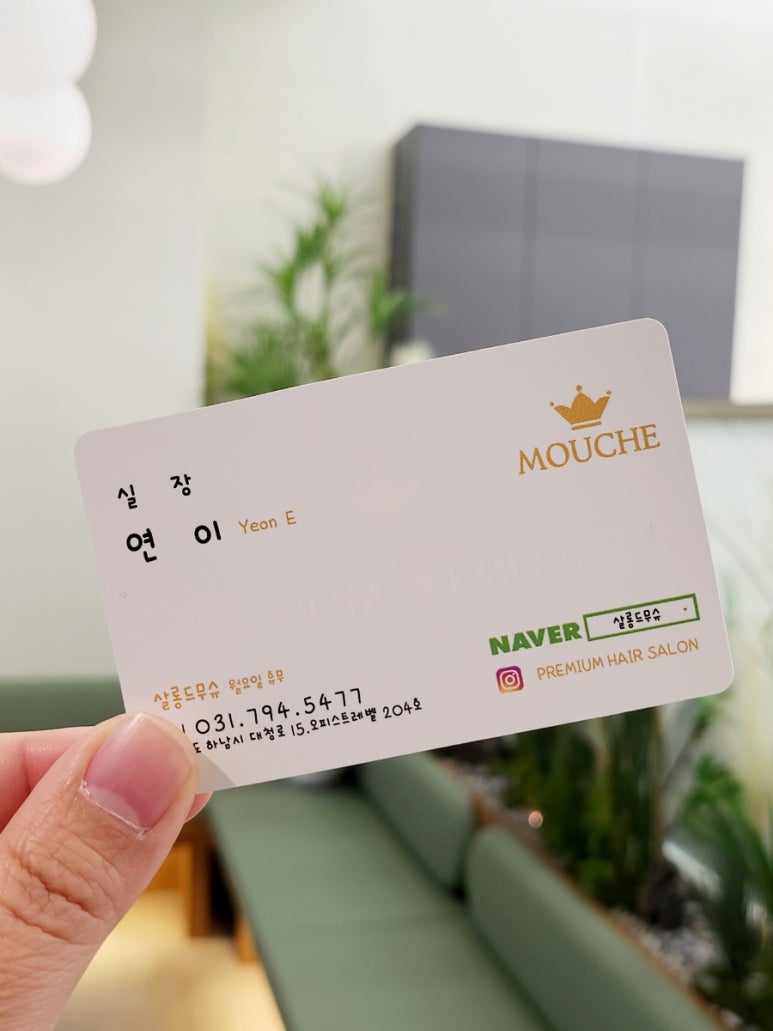 MOUCHE
실 장
연 이 Yeon E
NAVER 살롱드무슈
PREMIUM HAIR SALON
살롱드무슈 월요일 휴무
031.794.5477
하남시 대청로 15.오피스트레벨 204호